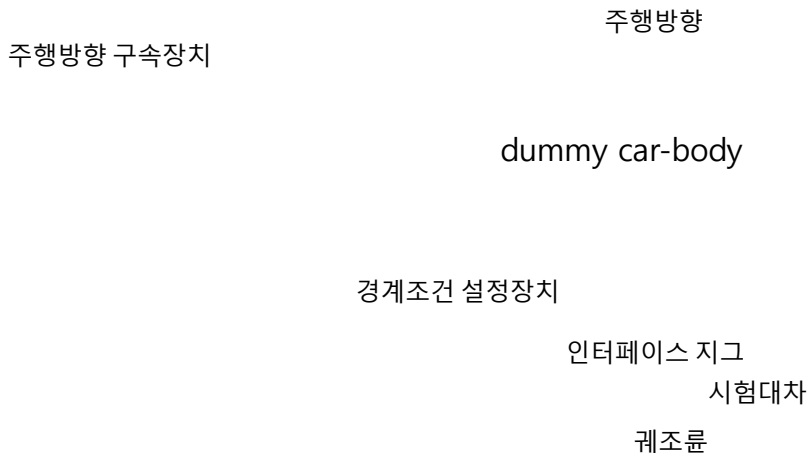 주행방향
주행방향 구속장치
dummy car-body
경계조건 설정장치
인터페이스 지그
시험대차
궤조륜